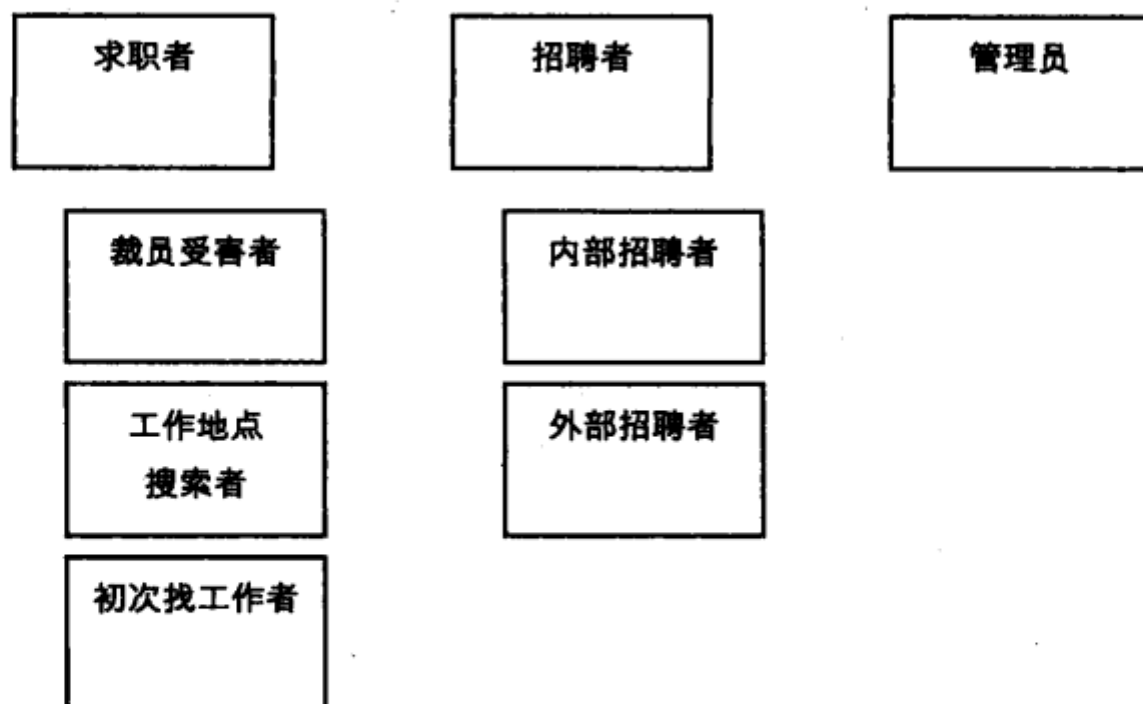 求职者
招聘者
管理员
裁员受害者
内部招聘者
工作地点
搜索者
外部招聘者
初次找工作者